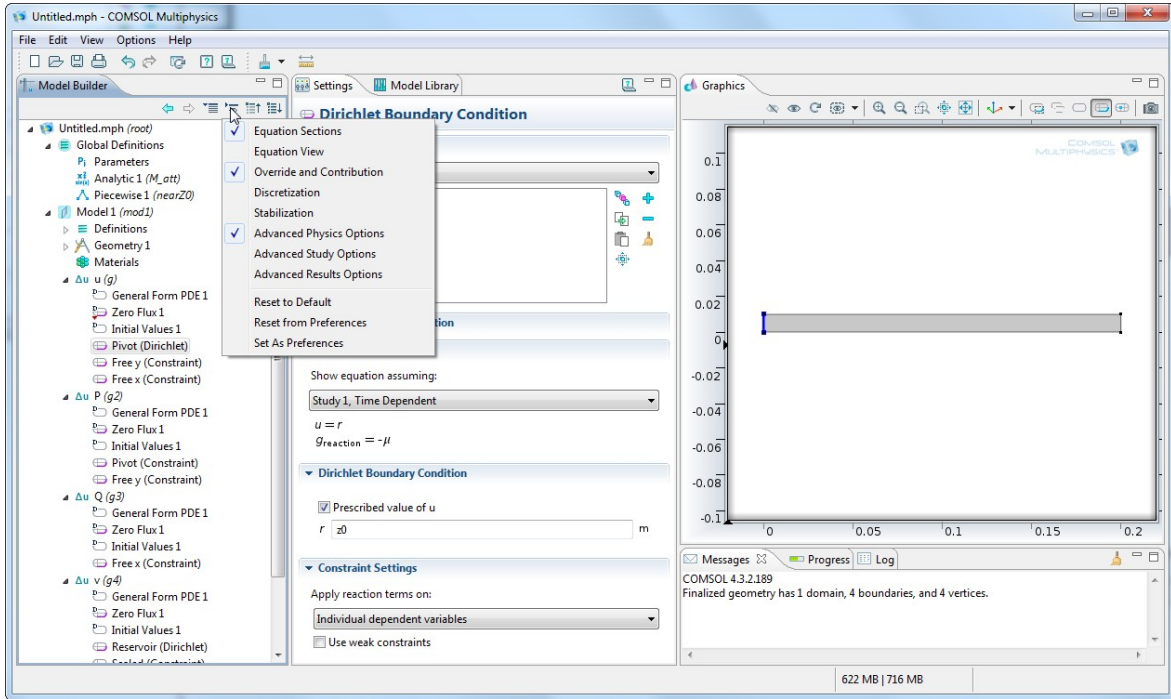 Untitled.mph - COMSOL Multiphysics
File Edit View Options Help
Model Builder
Untitled.mph (root)
Global Definitions
Pi Parameters
Analytic 1 (M_att)
Piecewise 1 (nearZ0)
Model 1 (mod1)
Definitions
Geometry 1
Materials
Δu u (g)
General Form PDE 1
Zero Flux 1
Initial Values 1
Pivot (Dirichlet)
Free y (Constraint)
Free x (Constraint)
Δu P (g2)
General Form PDE 1
Zero Flux 1
Initial Values 1
Pivot (Constraint)
Free y (Constraint)
Δu Q (g3)
General Form PDE 1
Zero Flux 1
Initial Values 1
Free x (Constraint)
Δu v (g4)
General Form PDE 1
Zero Flux 1
Initial Values 1
Reservoir (Dirichlet)
Equation Sections
Equation View
Override and Contribution
Discretization
Stabilization
Advanced Physics Options
Advanced Study Options
Advanced Results Options
Reset to Default
Reset from Preferences
Set As Preferences
Settings Model Library
Dirichlet Boundary Condition
Show equation assuming:
Study 1, Time Dependent
u = r
greaction = -μ
Dirichlet Boundary Condition
Prescribed value of u
r z0 m
Constraint Settings
Apply reaction terms on:
Individual dependent variables
Use weak constraints
Graphics
COMSOL
MULTIPHYSICS
0.1
0.08
0.06
0.04
0.02
0
-0.02
-0.04
-0.06
-0.08
-0.1
0 0.05 0.1 0.15 0.2
Messages Progress Log
COMSOL 4.3.2.189
Finalized geometry has 1 domain, 4 boundaries, and 4 vertices.
622 MB | 716 MB